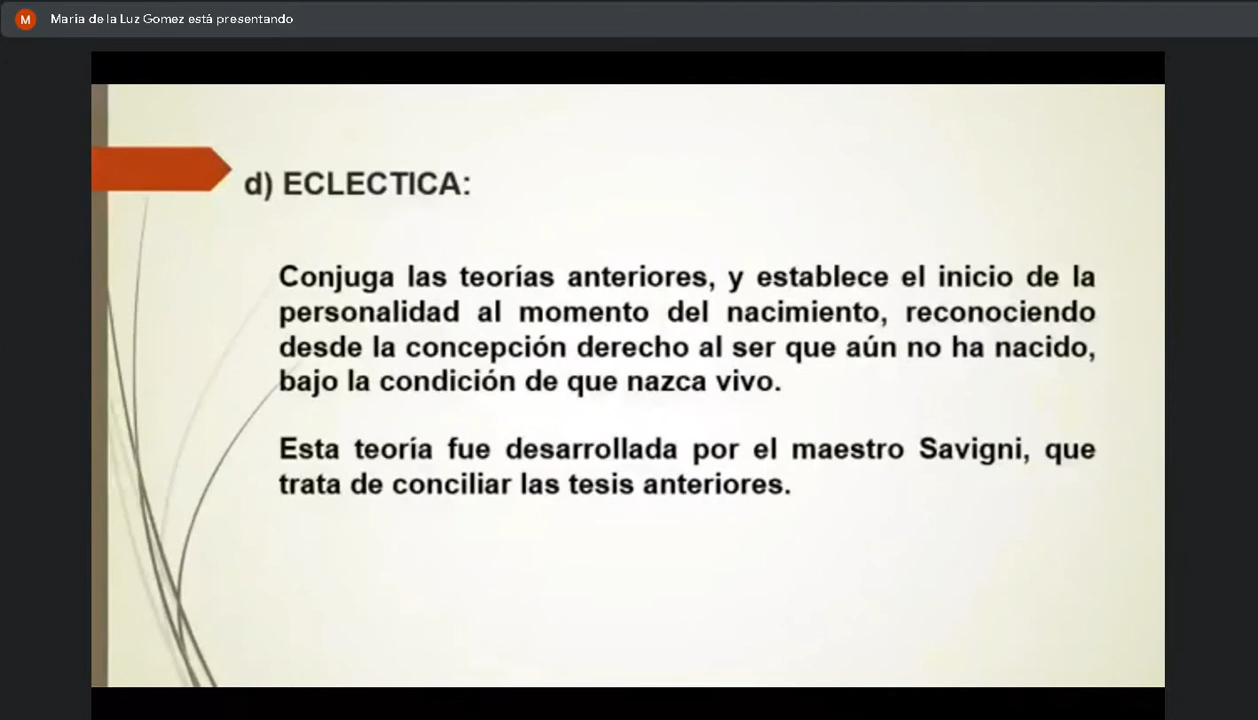 M
Maria de la Luz Gomez está presentando
d) ECLECTICA:
Conjuga las teorías anteriores, y establece el inicio de la
personalidad al momento del nacimiento, reconociendo
desde la concepción derecho al ser que aún no ha nacido,
bajo la condición de que nazca vivo.
Esta teoría fue desarrollada por el maestro Savigni, que
trata de conciliar las tesis anteriores.